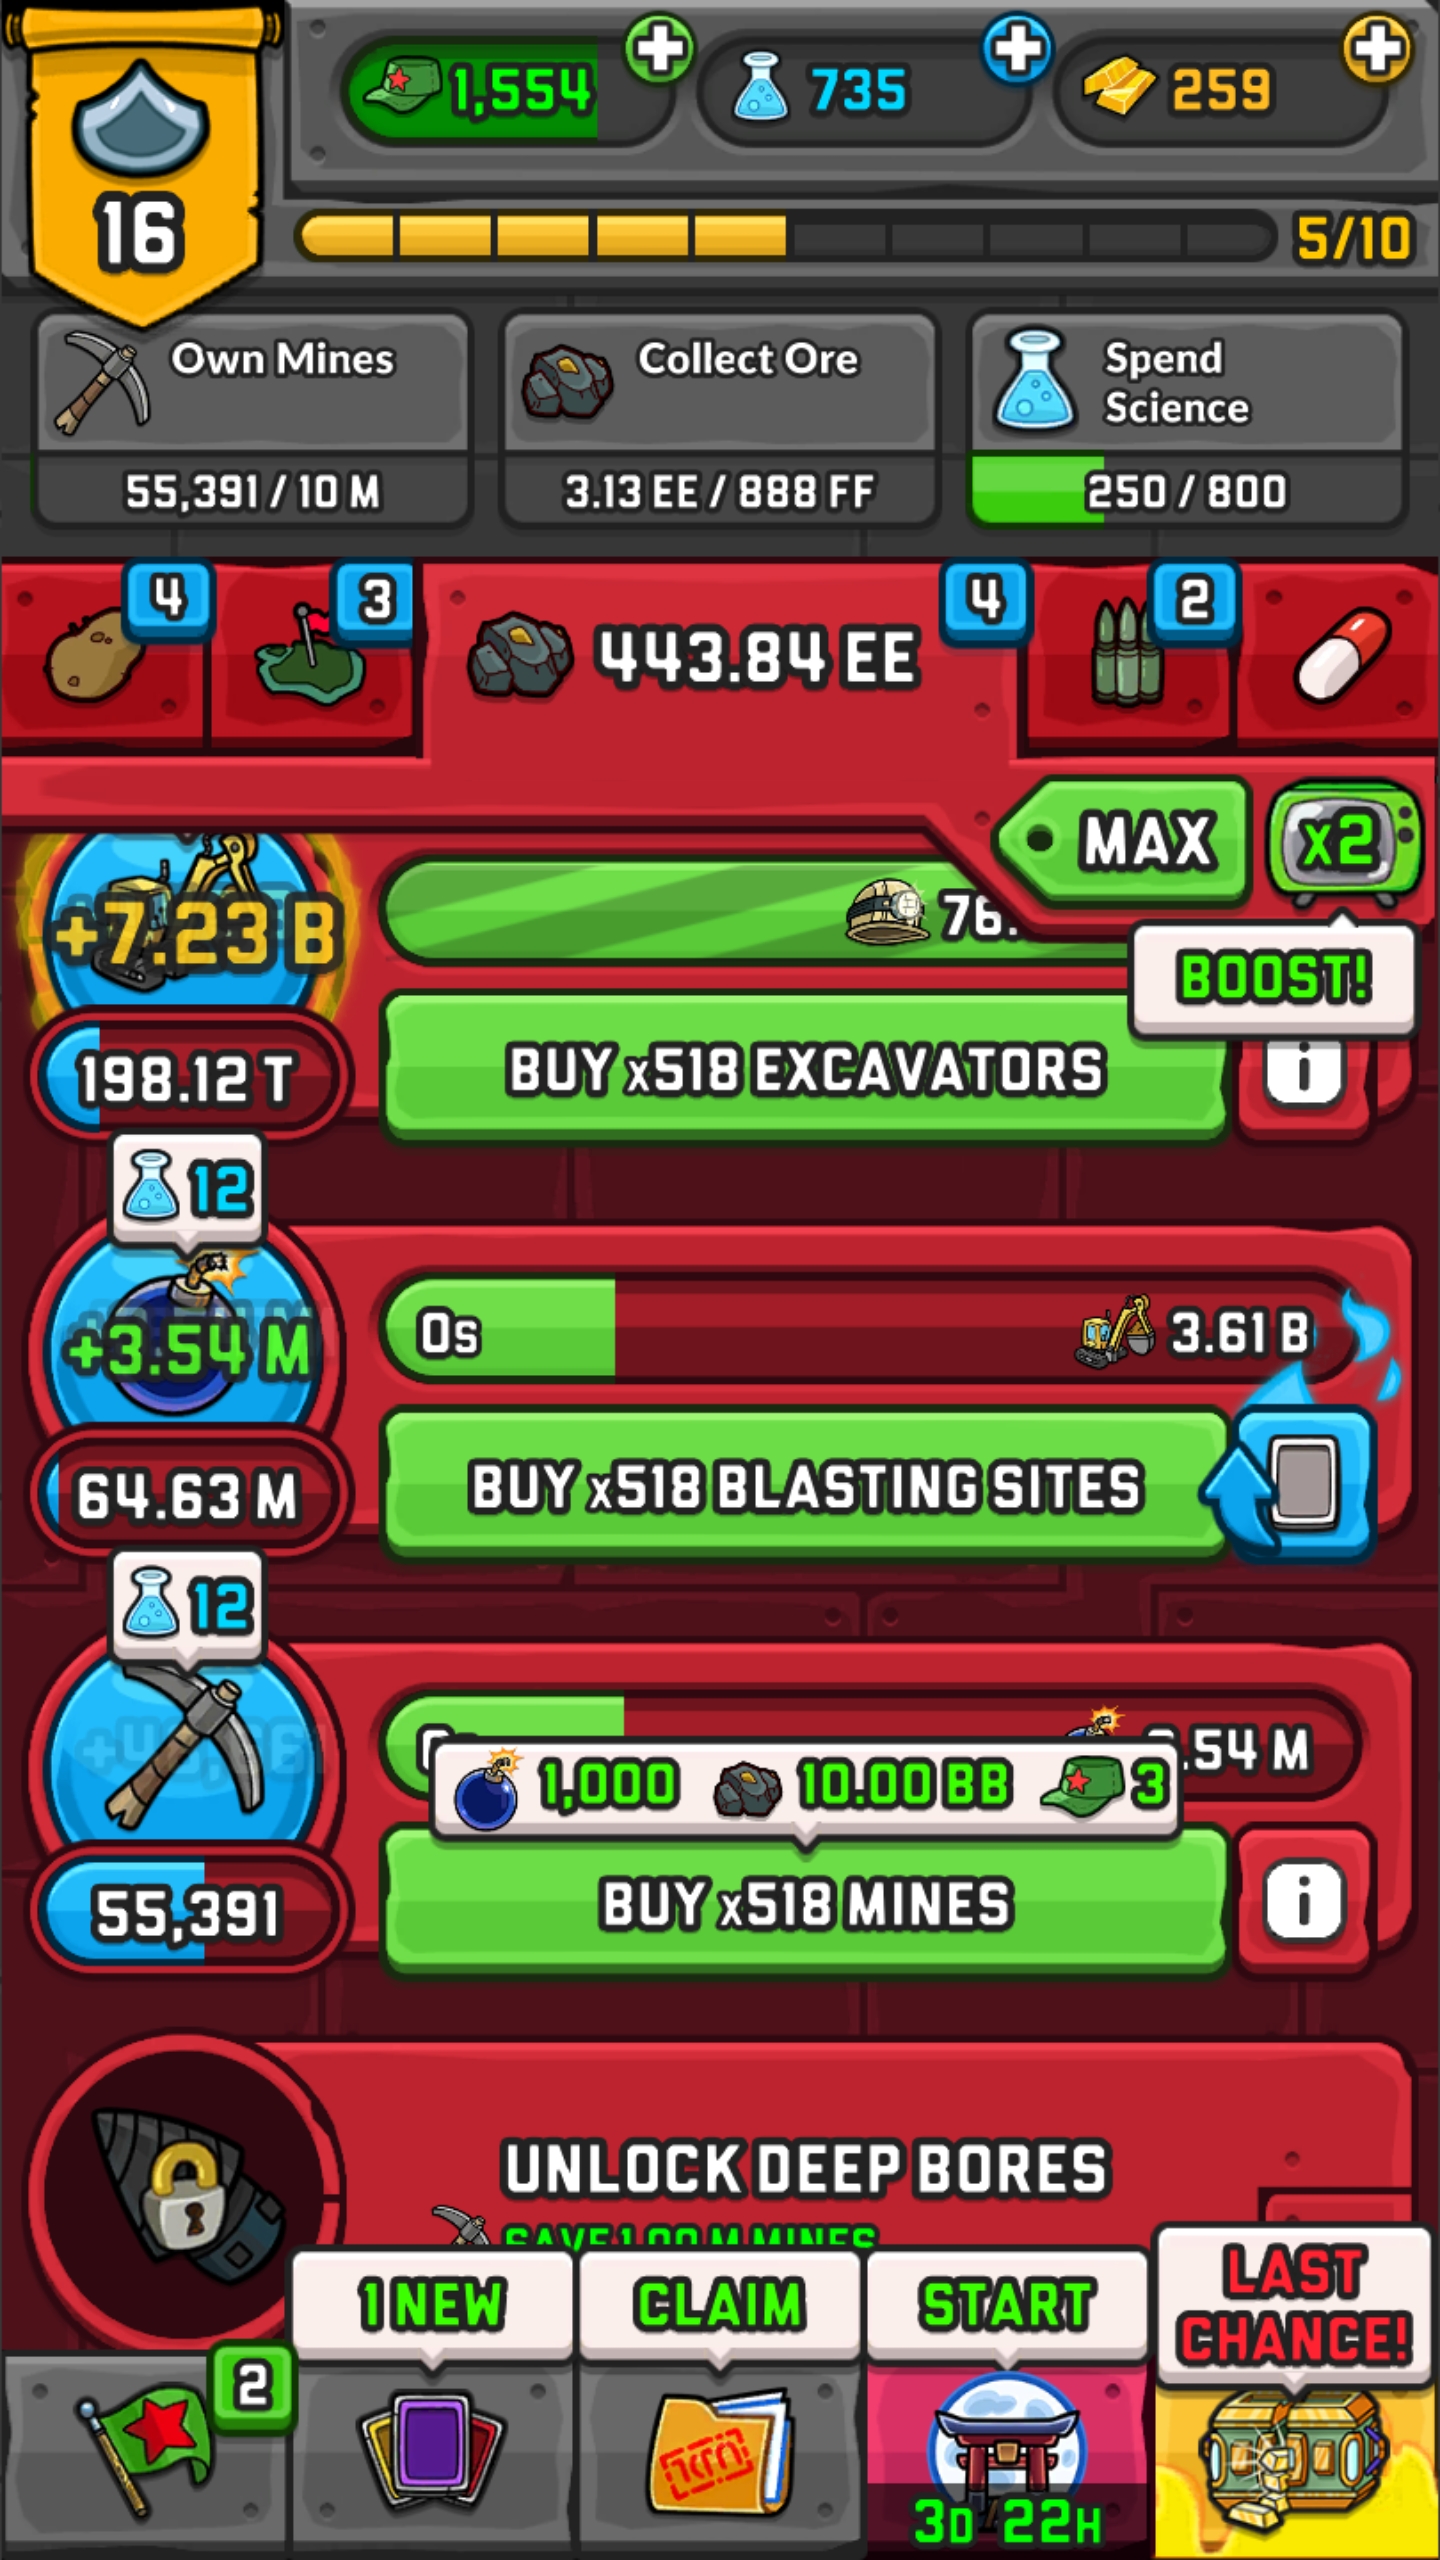 1,554
735
259
16
5/10
Own Mines
55,391 / 10 M
Collect Ore
3.13 EE / 888 FF
Spend
Science
250 / 800
4
3
443.84 EE
4
2
MAX
x2
+7.23 B
76.
BOOST!
198.12 T
BUY x518 EXCAVATORS
i
12
+3.54 M
0s
3.61 B
64.63 M
BUY x518 BLASTING SITES
12
.54 M
1,000
10.00 BB
3
55,391
BUY x518 MINES
i
UNLOCK DEEP BORES
SAVE 1.00 M MINES
1 NEW
CLAIM
START
LAST
CHANCE!
2
3D 22H